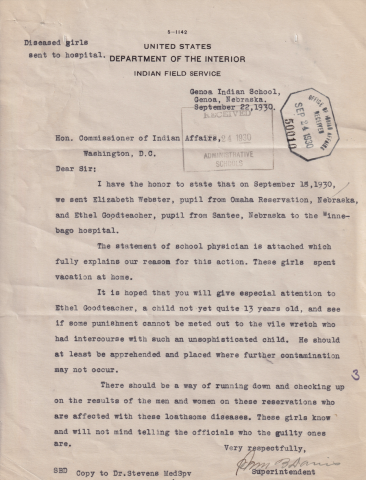 5-1142
Diseased girls
sent to hospital.
UNITED STATES
DEPARTMENT OF THE INTERIOR
INDIAN FIELD SERVICE
Genoa Indian School,
Genoa, Nebraska,
September 22, 1930.
RECEIVED
24 1930
ADMINISTRATIVE
SCHOOLS
OFFICE OF INDIAN AFFAIRS
RECEIVED
SEP 24 1930
50010
Hon. Commissioner of Indian Affairs,
Washington, D.C.
Dear Sir;
I have the honor to state that on September 18,1930,
we sent Elizabeth Webster, pupil from Omaha Reservation, Nebraska,
and Ethel Goodteacher, pupil from Santee, Nebraska to the Winne-
bago hospital.
The statement of school physician is attached which
fully explains our reason for this action. These girls spent
vacation at home.
It is hoped that you will give especial attention to
Ethel Goodteacher, a child not yet quite 13 years old, and see
if some punishment cannot be meted out to the vile wretch who
had intercourse with such an unsophisticated child. He should
at least be apprehended and placed where further contamination
may not occur.
3
There should be a way of running down and checking up
on the results of the men and women on these reservations who
are affected with these loathsome diseases. These girls know
and will not mind telling the officials who the guilty ones
are.
Very respectfully,
Superintendent
SBD Copy to Dr.Stevens MedSpv